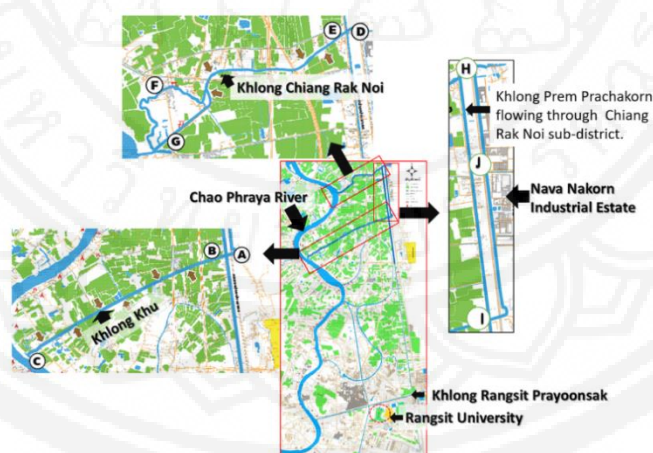 E
D
F
Khlong Chiang Rak Noi
G
H
Khlong Prem Prachakorn
flowing through Chiang
Rak Noi sub-district.
J
Nava Nakorn
Industrial Estate
I
Chao Phraya River
B
A
Khlong Khu
C
Khlong Rangsit Prayoonsak
Rangsit University